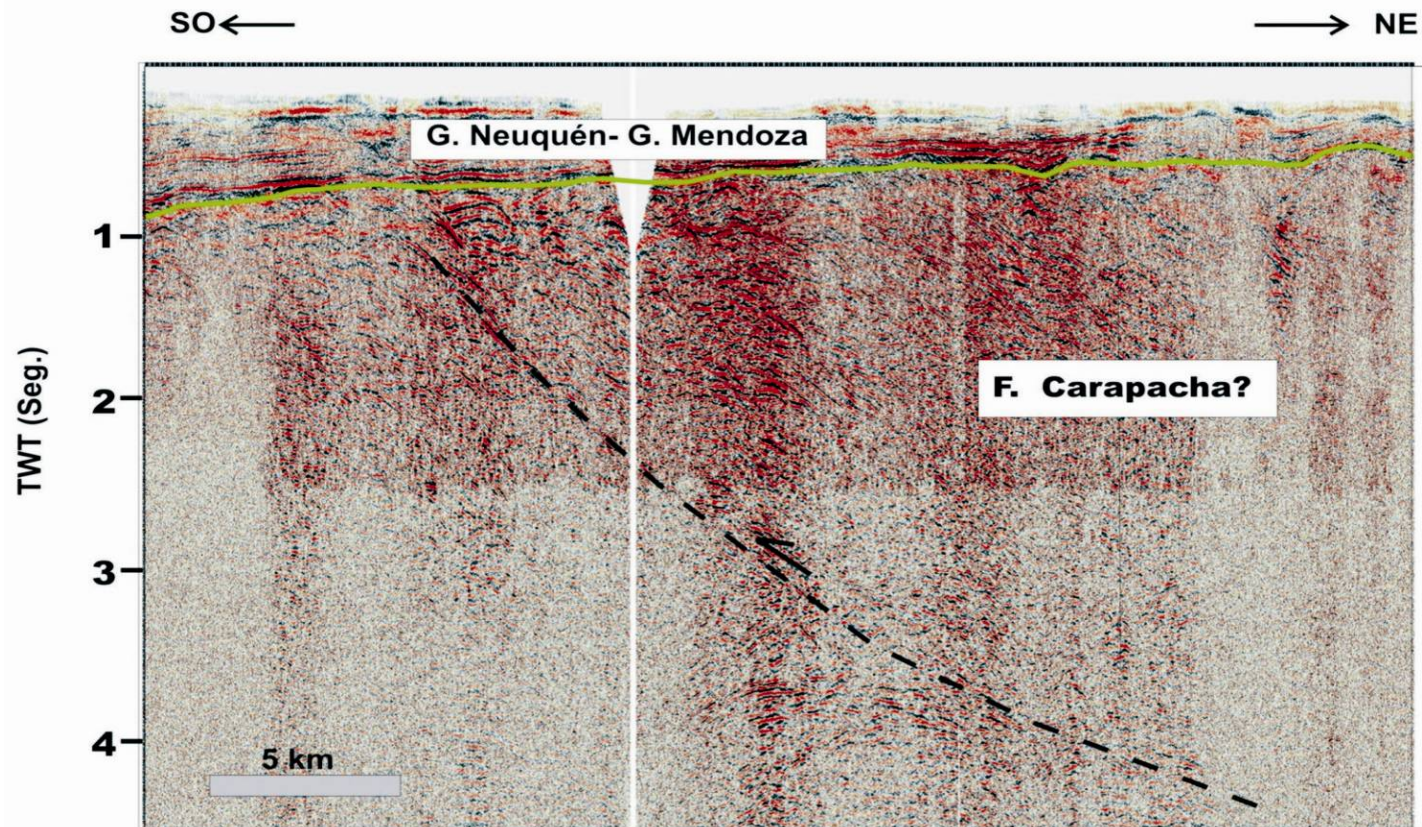 SO NE
G. Neuquén- G. Mendoza
1
2
F. Carapacha?
TWT (Seg.)
3
4
5 km